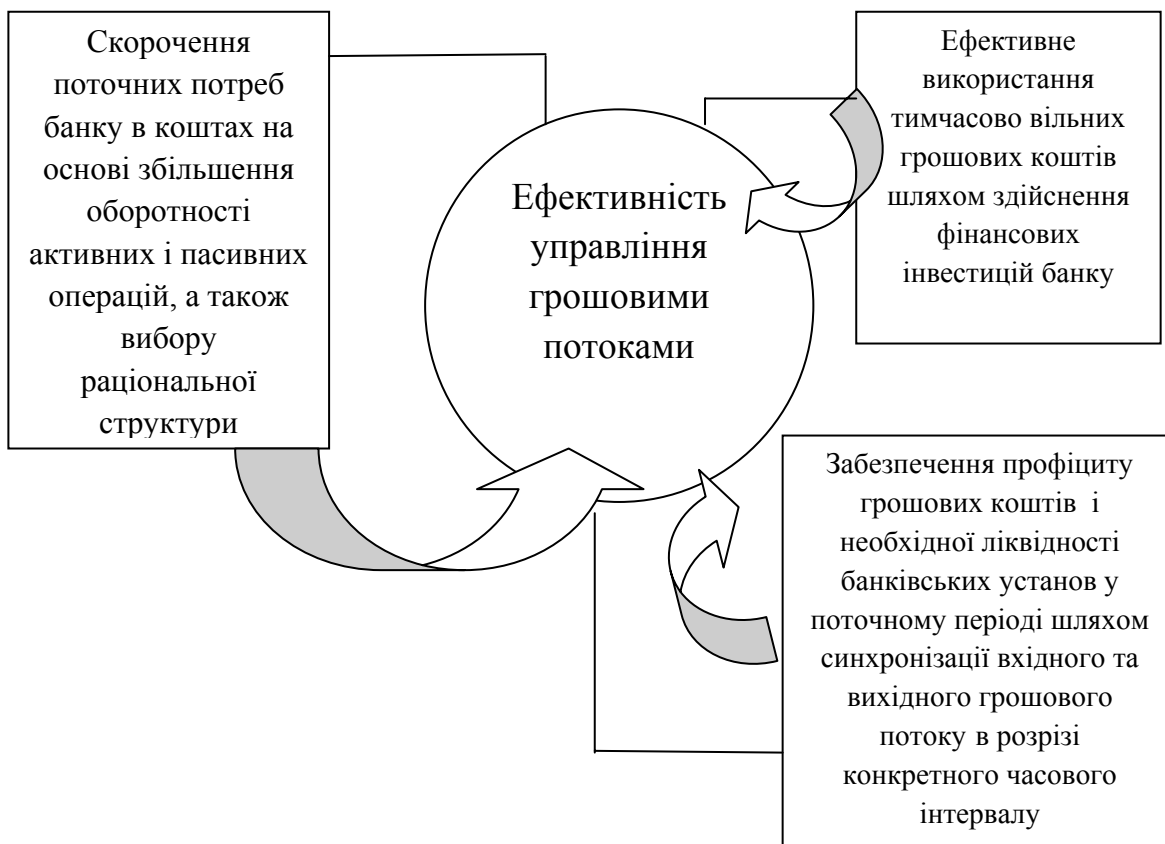 Скорочення
поточних потреб
банку в коштах на
основі збільшення
оборотності
активних і пасивних
операцій, а також
вибору
раціональної
структури
Ефективність
управління
грошовими
потоками
Ефективне
використання
тимчасово вільних
грошових коштів
шляхом здійснення
фінансових
інвестицій банку
Забезпечення профіциту
грошових коштів і
необхідної ліквідності
банківських установ у
поточному періоді шляхом
синхронізації вхідного та
вихідного грошового
потоку в розрізі
конкретного часового
інтервалу